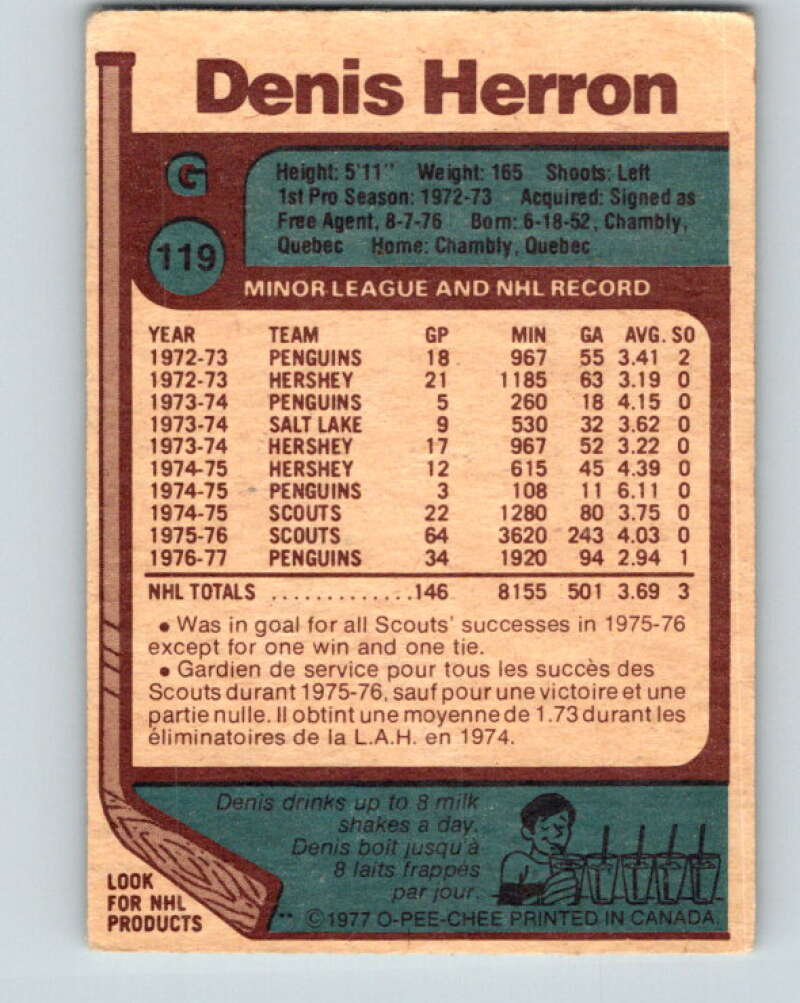 Denis Herron
G
119
Height: 5'11" Weight: 165 Shoots: Left
1st Pro Season: 1972-73 Acquired: Signed as
Free Agent, 8-7-76 Born: 6-18-52, Chambly,
Quebec Home: Chambly, Quebec
MINOR LEAGUE AND NHL RECORD
YEAR TEAM GP MIN GA AVG. SO
1972-73 PENGUINS 18 967 55 3.41 2
1972-73 HERSHEY 21 1185 63 3.19 0
1973-74 PENGUINS 5 260 18 4.15 0
1973-74 SALT LAKE 9 530 32 3.62 0
1973-74 HERSHEY 17 967 52 3.22 0
1974-75 HERSHEY 12 615 45 4.39 0
1974-75 PENGUINS 3 108 11 6.11 0
1974-75 SCOUTS 22 1280 80 3.75 0
1975-76 SCOUTS 64 3620 243 4.03 0
1976-77 PENGUINS 34 1920 94 2.94 1
NHL TOTALS .............146 8155 501 3.69 3
• Was in goal for all Scouts' successes in 1975-76
except for one win and one tie.
• Gardien de service pour tous les succès des
Scouts durant 1975-76, sauf pour une victoire et une
partie nulle. Il obtint une moyenne de 1.73 durant les
éliminatoires de la L.A.H. en 1974.
Denis drinks up to 8 milk
shakes a day.
Denis boit jusqu'à
8 laits frappés
par jour.
LOOK
FOR NHL
PRODUCTS
** © 1977 O-PEE-CHEE PRINTED IN CANADA.